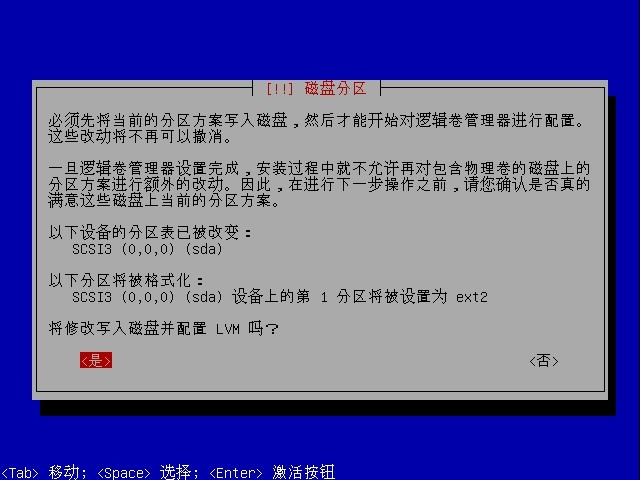 [!!] 磁盘分区
必须先将当前的分区方案写入磁盘,然后才能开始对逻辑卷管理器进行配置。
这些改动将不再可以撤消。
一旦逻辑卷管理器设置完成,安装过程中就不允许再对包含物理卷的磁盘上的
分区方案进行额外的改动。因此,在进行下一步操作之前,请您确认是否真的
满意这些磁盘上当前的分区方案。
以下设备的分区表已被改变:
SCSI3 (0,0,0) (sda)
以下分区将被格式化:
SCSI3 (0,0,0) (sda) 设备上的第 1 分区将被设置为 ext2
将修改写入磁盘并配置 LVM 吗?
<是> <否>
<Tab> 移动; <Space> 选择; <Enter> 激活按钮